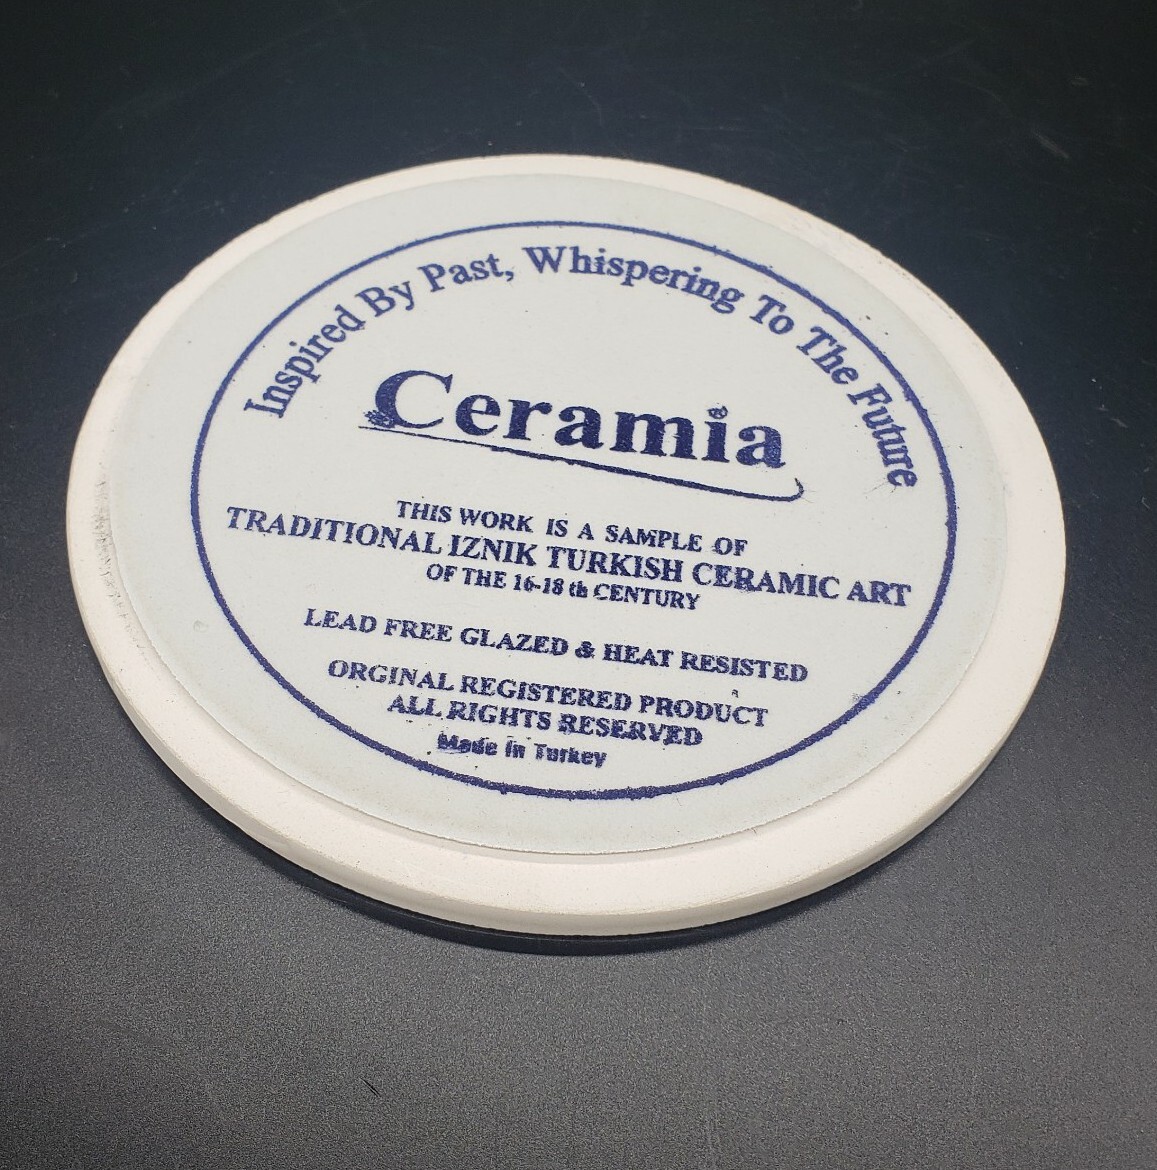 Inspired By Past, Whispering To The Future
Ceramia
THIS WORK IS A SAMPLE OF
TRADITIONAL IZNIK TURKISH CERAMIC ART
OF THE 16-18 th CENTURY
LEAD FREE GLAZED & HEAT RESISTED
ORGINAL REGISTERED PRODUCT
ALL RIGHTS RESERVED
Made in Turkey